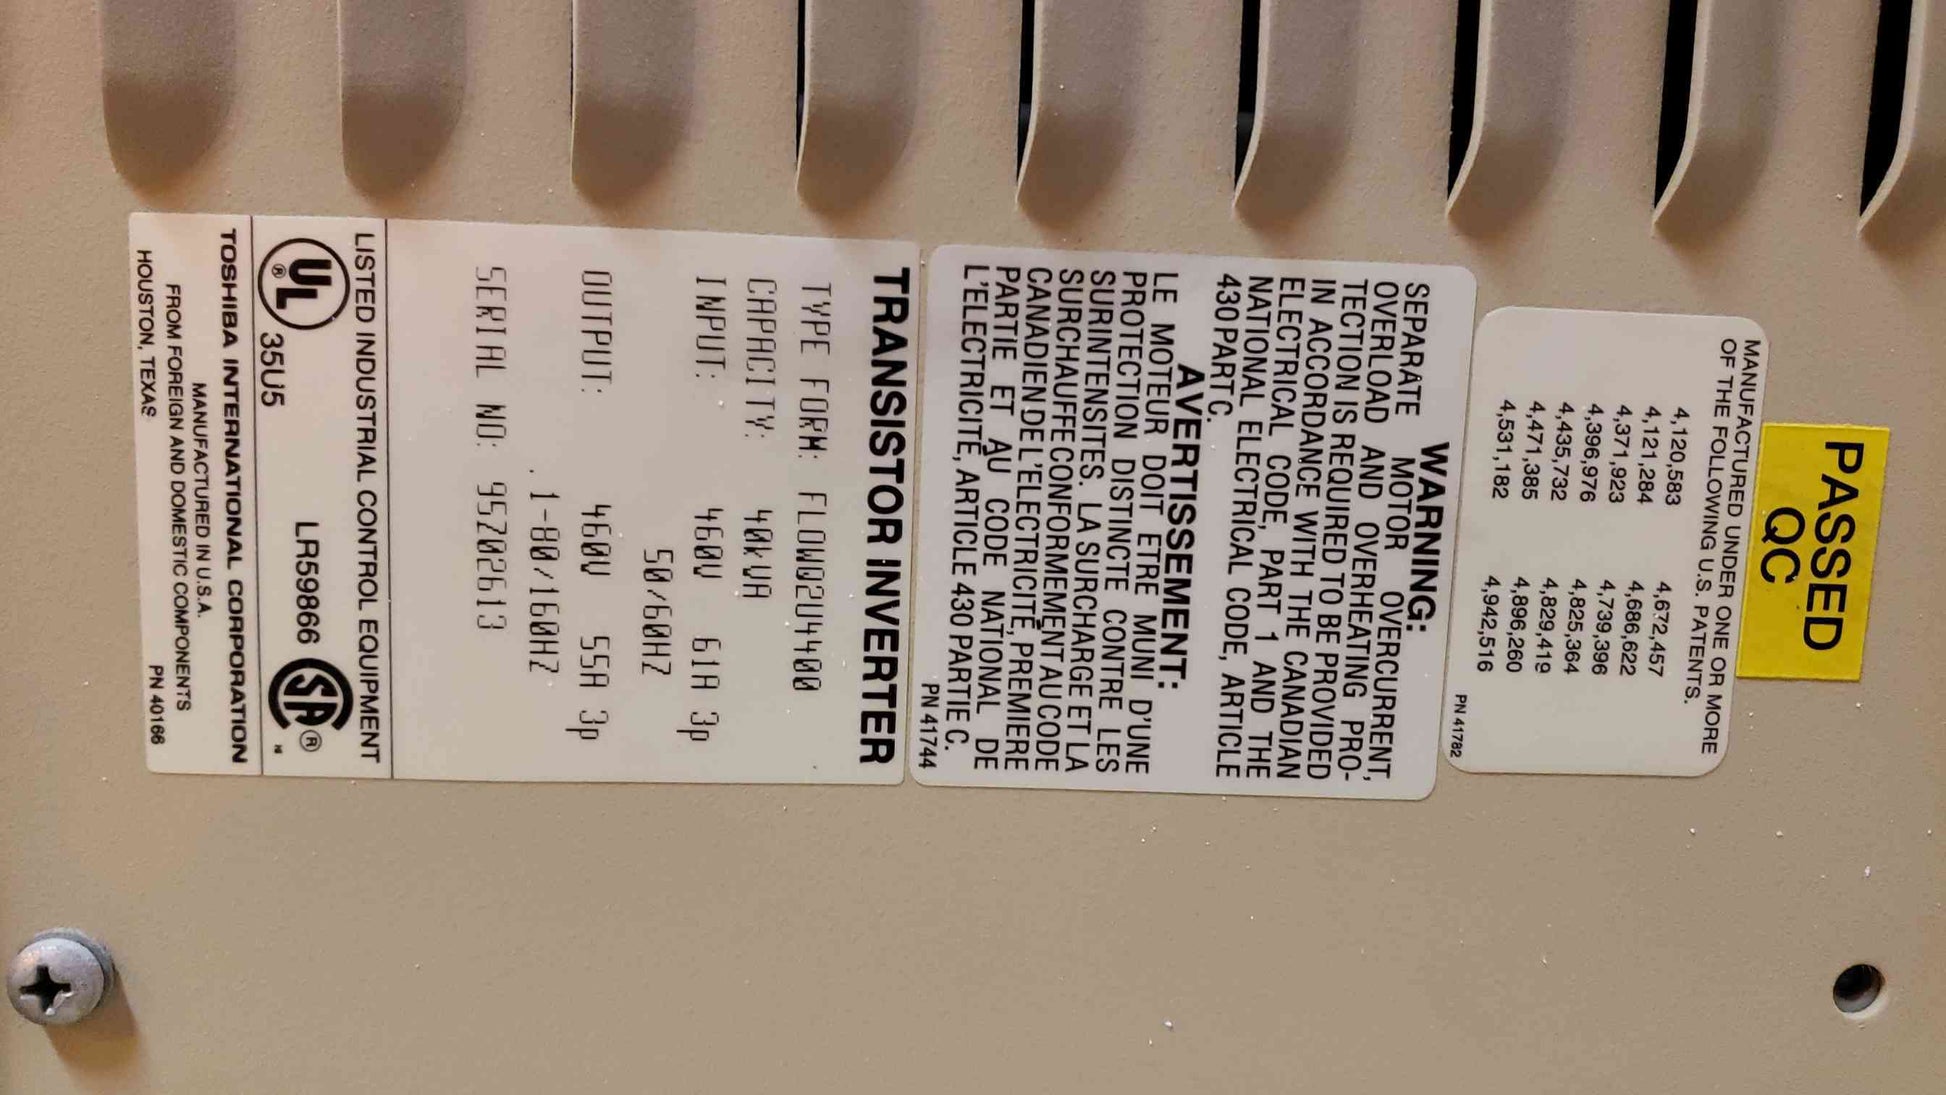 PASSED
QC
MANUFACTURED UNDER ONE OR MORE
OF THE FOLLOWING U.S. PATENTS.
4,120,583 4,672,457
4,121,284 4,686,622
4,371,923 4,739,396
4,396,976 4,825,364
4,435,732 4,829,419
4,471,385 4,896,260
4,531,182 4,942,516
PN 41782
WARNING:
SEPARATE MOTOR OVERCURRENT,
OVERLOAD AND OVERHEATING PRO-
TECTION IS REQUIRED TO BE PROVIDED
IN ACCORDANCE WITH THE CANADIAN
ELECTRICAL CODE, PART 1 AND THE
NATIONAL ELECTRICAL CODE, ARTICLE
430 PART C.
AVERTISSEMENT:
LE MOTEUR DOIT ETRE MUNI D'UNE
PROTECTION DISTINCTE CONTRE LES
SURINTENSITES. LA SURCHARGE ET LA
SURCHAUFFE CONFORMEMENT AU CODE
CANADIEN DE L'ELECTRICITÉ, PREMIERE
PARTIE ET AU CODE NATIONAL DE
L'ELECTRICITÉ, ARTICLE 430 PARTIE C.
PN 41744
TRANSISTOR INVERTER
TYPE FORM: FLOWQ2U4400
CAPACITY: 40kVA
INPUT: 460V 61A 3p
50/60HZ
OUTPUT: 460V 55A 3p
.1-80/160HZ
SERIAL NO: 95202613
LISTED INDUSTRIAL CONTROL EQUIPMENT
UL® 35U5 LR59866 SA®
TOSHIBA INTERNATIONAL CORPORATION
MANUFACTURED IN U.S.A.
FROM FOREIGN AND DOMESTIC COMPONENTS
HOUSTON, TEXAS PN 40166